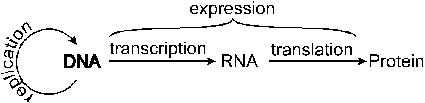 expression
replication
DNA transcription RNA translation Protein